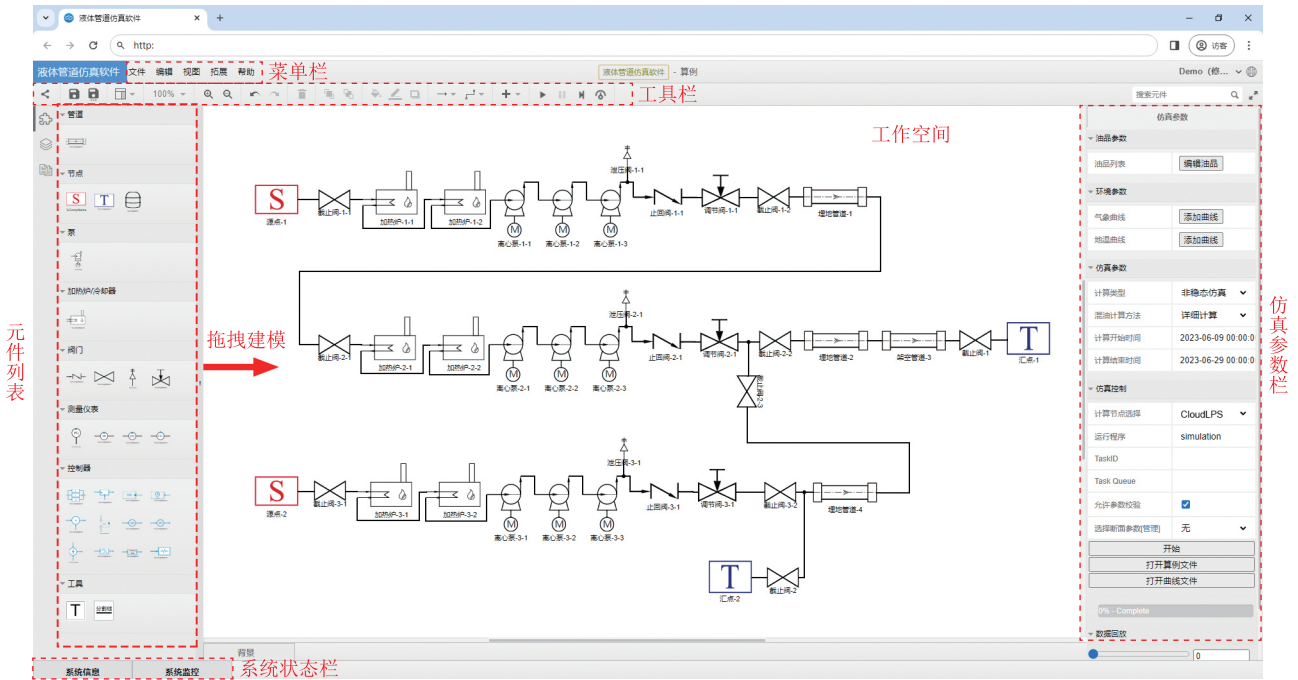 液体管道仿真软件
http:
访客
液体管道仿真软件 文件 编辑 视图 拓展 帮助 菜单栏
液体管道仿真软件 - 算例
Demo (修...
100%
工具栏
搜索元件
管道
节点
S T
泵
加热炉/冷却器
阀门
测量仪表
控制器
工具
T 分割线
元件列表
拖拽建模
工作空间
泄压阀-1-1
S
源点-1
截止阀-1-1
加热炉-1-1
加热炉-1-2
M M M
离心泵-1-1
离心泵-1-2
离心泵-1-3
止回阀-1-1
调节阀-1-1
截止阀-1-2
埋地管道-1
泄压阀-2-1
截止阀-2-1
加热炉-2-1
加热炉-2-2
M M M
离心泵-2-1
离心泵-2-2
离心泵-2-3
止回阀-2-1
调节阀-2-1
截止阀-2-2
埋地管道-2
架空管道-3
截止阀-1
T
汇点-1
截止阀-2-3
泄压阀-3-1
S
源点-2
截止阀-3-1
加热炉-3-1
加热炉-3-2
M M M
离心泵-3-1
离心泵-3-2
离心泵-3-3
止回阀-3-1
调节阀-3-1
截止阀-3-2
埋地管道-4
T
汇点-2
截止阀-2
背景
系统信息 系统监控 系统状态栏
仿真参数
油品参数
油品列表 编辑油品
环境参数
气象曲线 添加曲线
地温曲线 添加曲线
仿真参数
计算类型 非稳态仿真
混油计算方法 详细计算
计算开始时间 2023-06-09 00:00:0
计算结束时间 2023-06-29 00:00:0
仿真控制
计算节点选择 CloudLPS
运行程序 simulation
TaskID
Task Queue
允许参数校验
选择断面参数[管理] 无
开始
打开算例文件
打开曲线文件
0% - Complete
数据回放
0
仿真参数栏